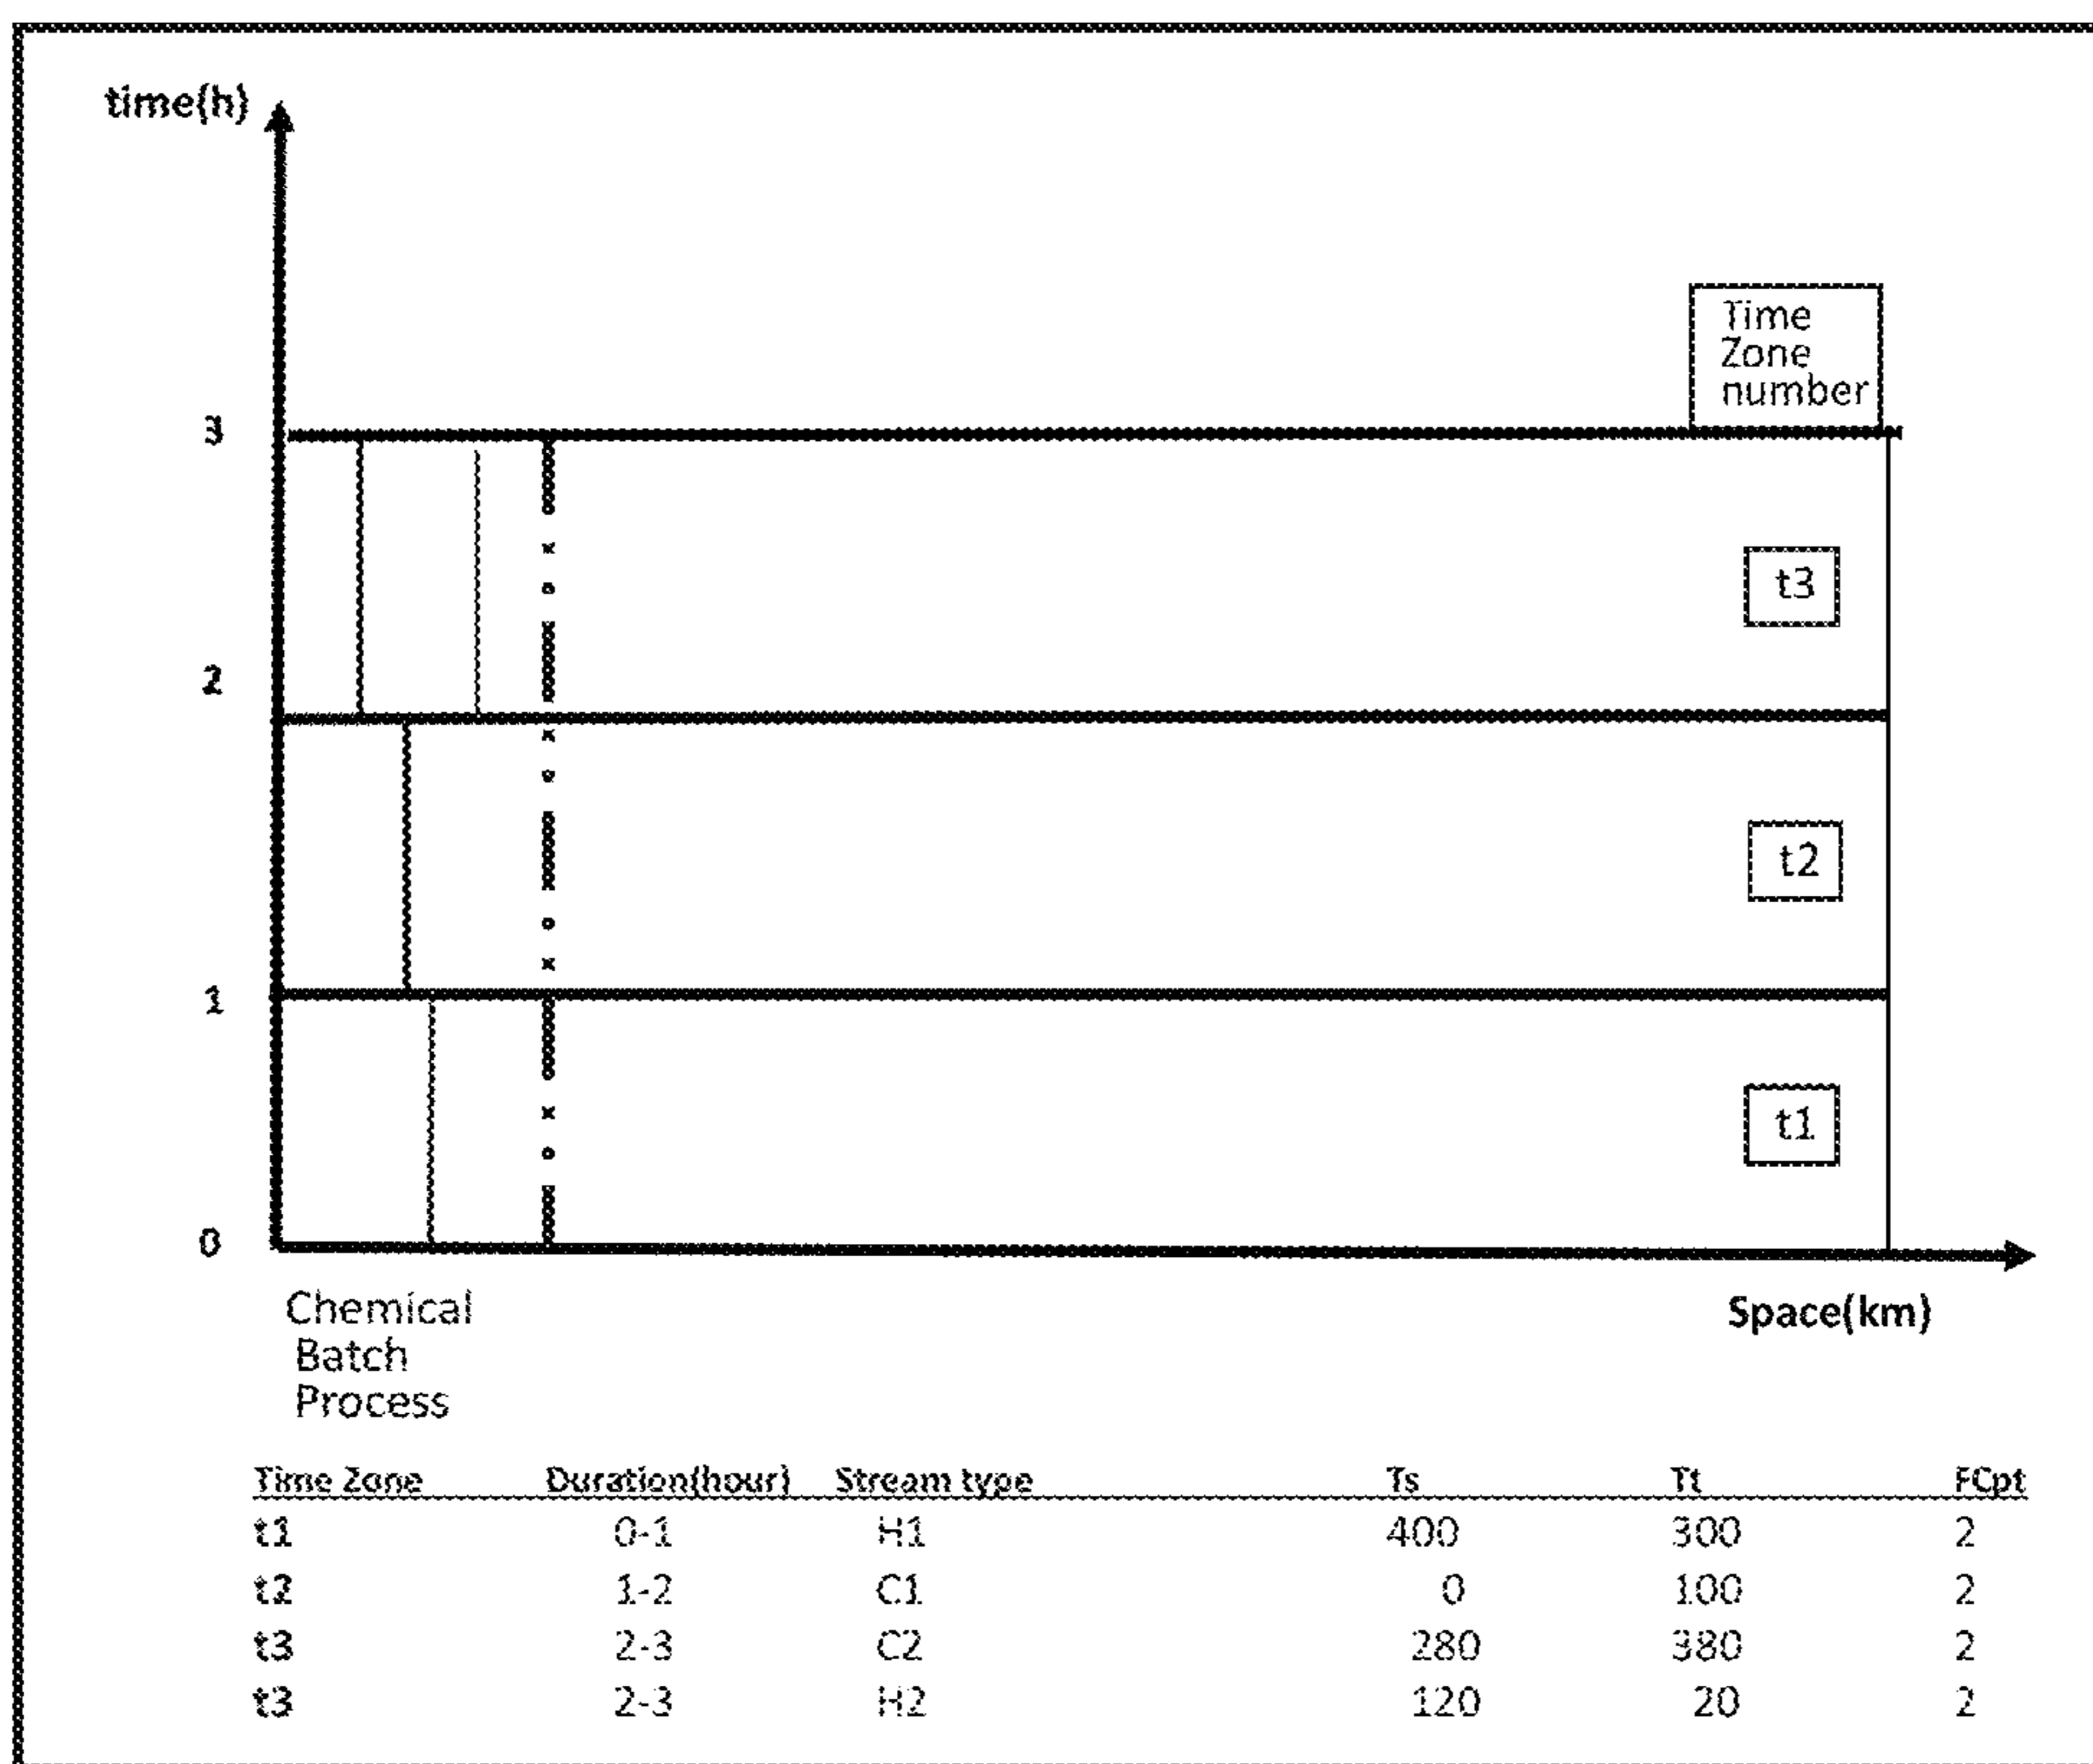 time(h)
Time
Zone
number
3
t3
2
t2
1
t1
0
Chemical
Batch
Process
Space(km)
Time Zone Duration(hour) Stream type Ts Tt FCpt
t1 0-1 H1 400 300 2
t2 1-2 C1 0 100 2
t3 2-3 C2 280 380 2
t3 2-3 H2 120 20 2